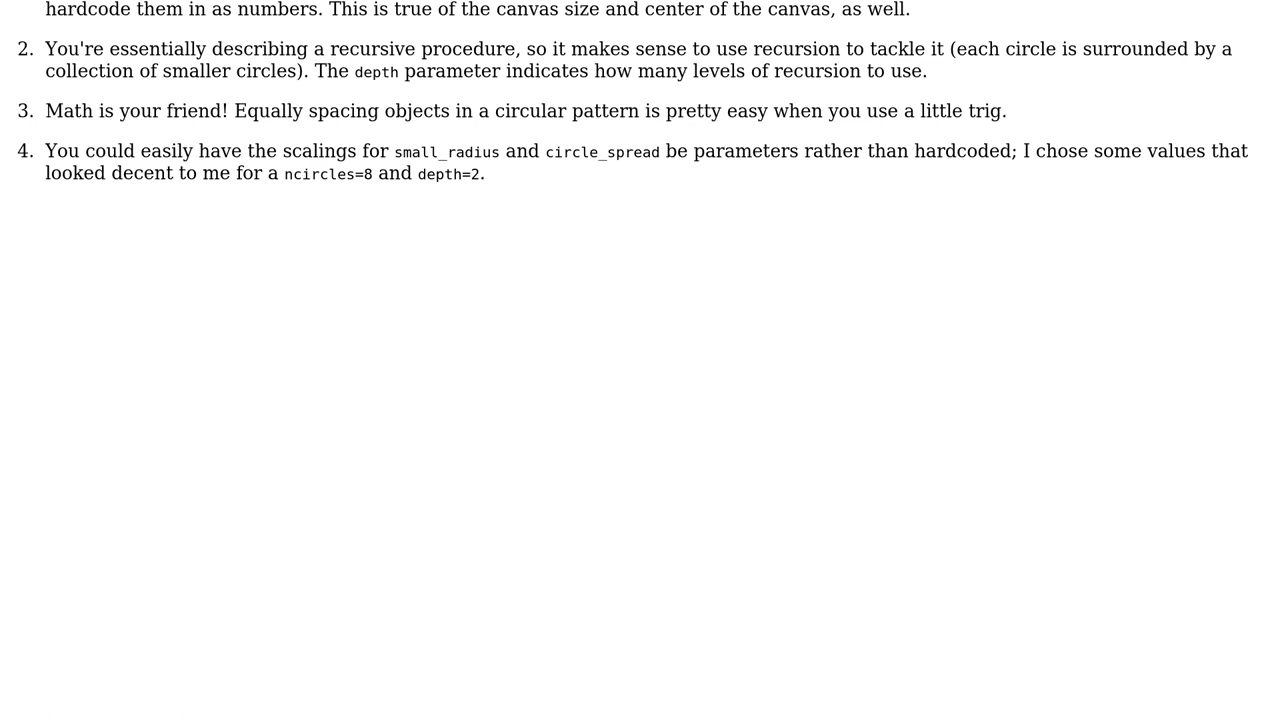 hardcode them in as numbers. This is true of the canvas size and center of the canvas, as well.
2. You're essentially describing a recursive procedure, so it makes sense to use recursion to tackle it (each circle is surrounded by a
collection of smaller circles). The depth parameter indicates how many levels of recursion to use.
3. Math is your friend! Equally spacing objects in a circular pattern is pretty easy when you use a little trig.
4. You could easily have the scalings for small_radius and circle_spread be parameters rather than hardcoded; I chose some values that
looked decent to me for a ncircles=8 and depth=2.